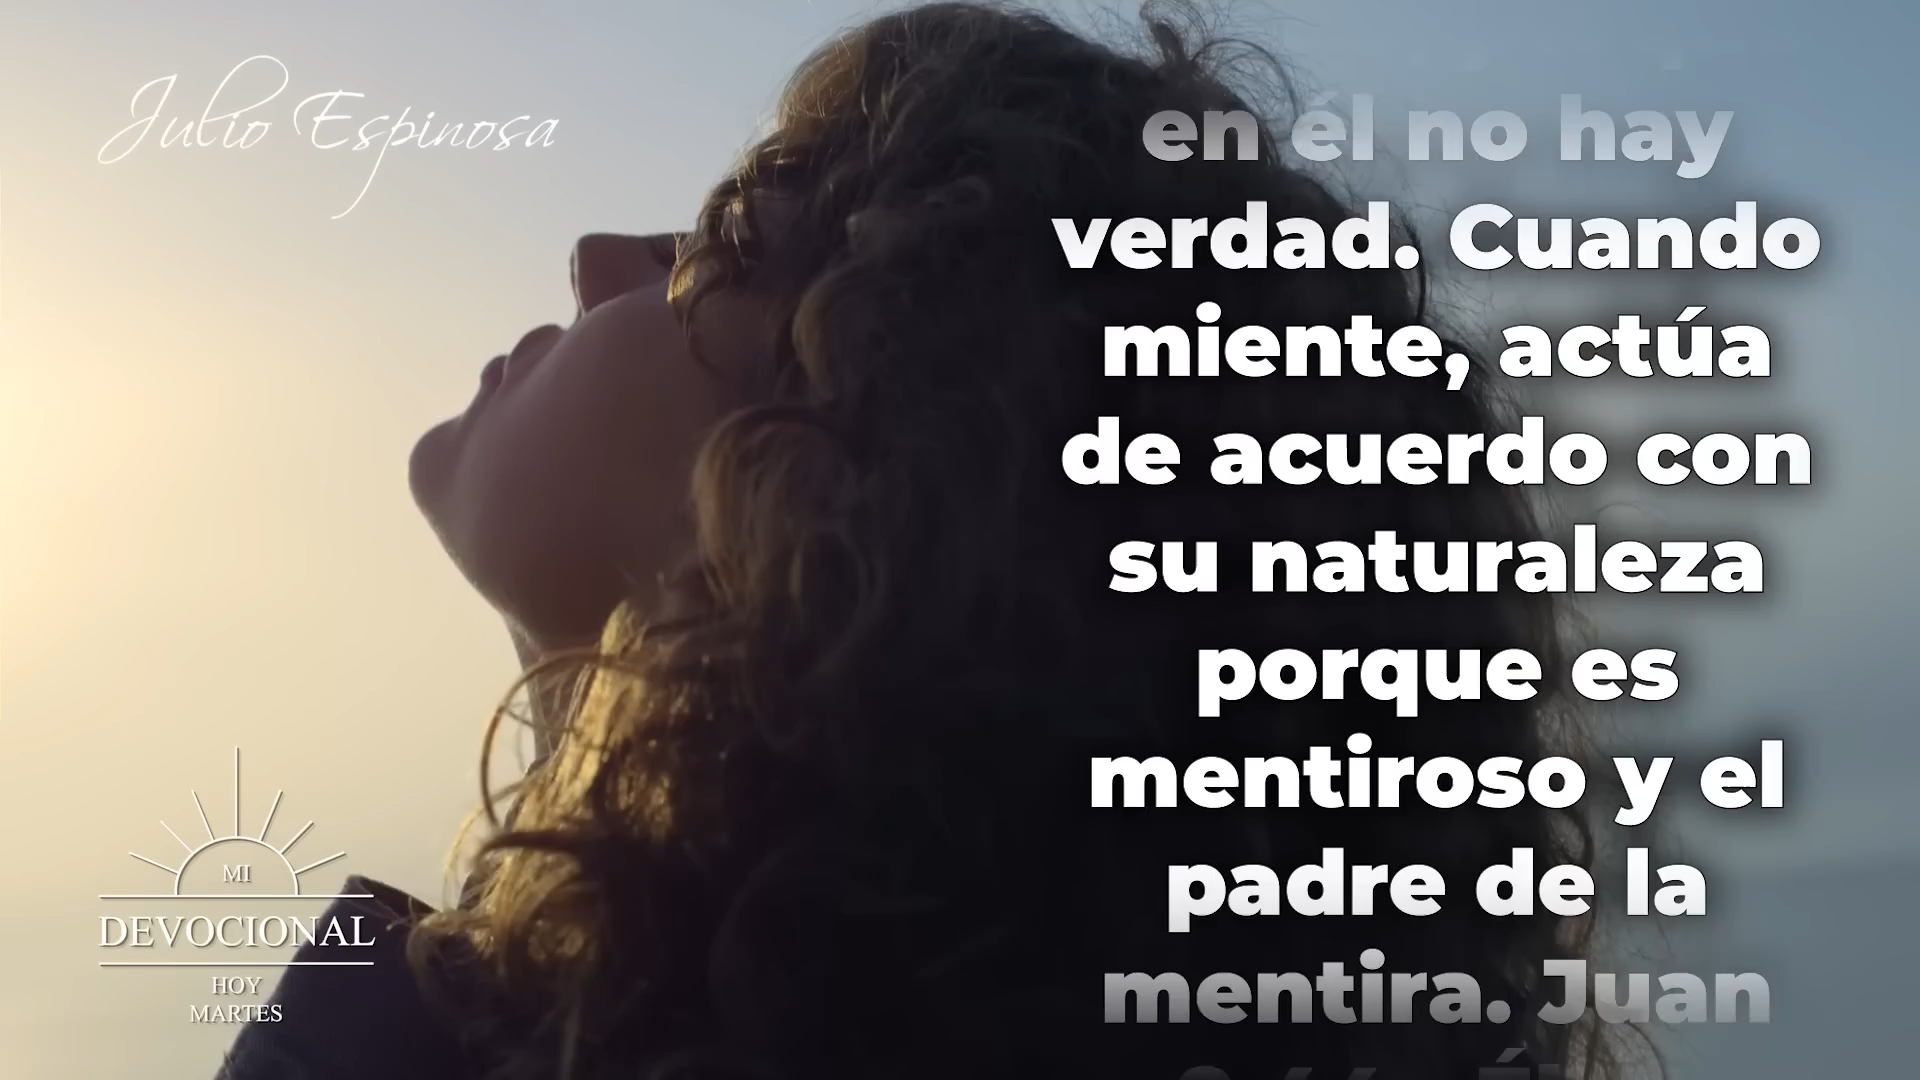 Julio Espinosa
en él no hay
verdad. Cuando
miente, actúa
de acuerdo con
su naturaleza
porque es
mentiroso y el
padre de la
mentira. Juan
MI
DEVOCIONAL
HOY
MARTES